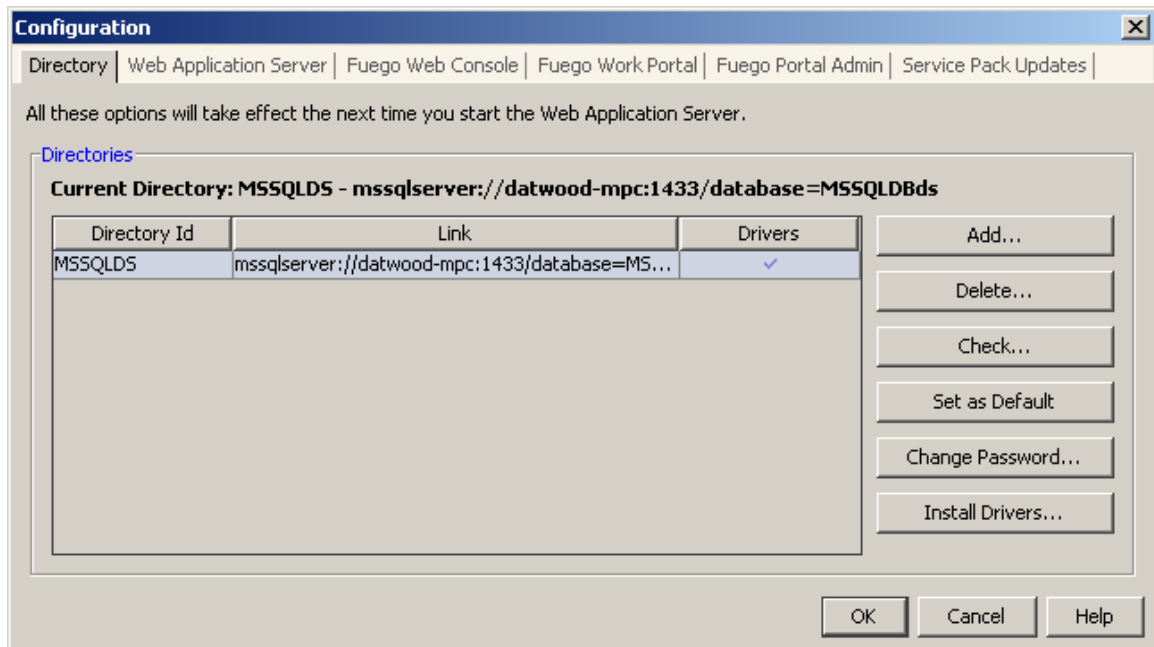 Configuration
Directory Web Application Server Fuego Web Console Fuego Work Portal Fuego Portal Admin Service Pack Updates
All these options will take effect the next time you start the Web Application Server.
Directories
Current Directory: MSSQLDS - mssqlserver://datwood-mpc:1433/database=MSSQLDBds
Directory Id Link Drivers Add...
MSSQLDS mssqlserver://datwood-mpc:1433/database=MS...
Delete...
Check...
Set as Default
Change Password...
Install Drivers...
OK Cancel Help